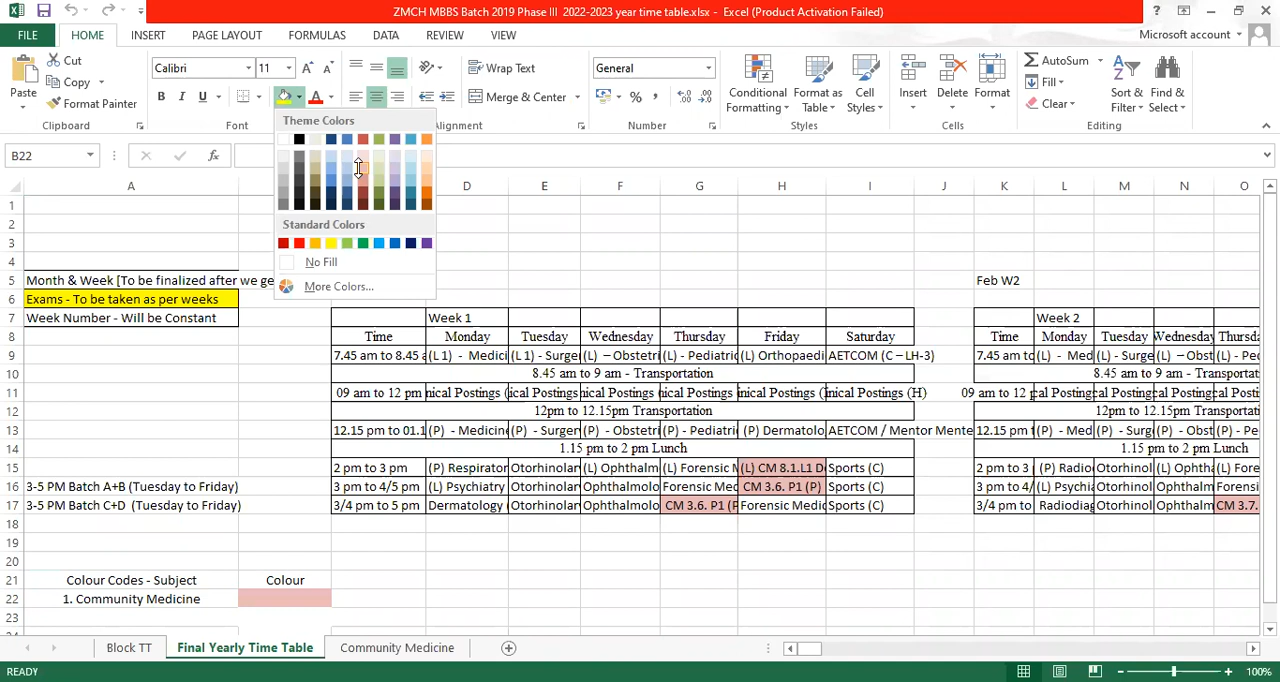 ZMCH MBBS Batch 2019 Phase III  2022-2023 year time table.xlsx - Excel (Product Activation Failed)
FILE HOME INSERT PAGE LAYOUT FORMULAS DATA REVIEW VIEW Microsoft account
Paste Cut Copy Format Painter Clipboard
Calibri 11 Font
Wrap Text Merge & Center Alignment
General % , Number
Conditional Formatting Format as Table Cell Styles Styles
Insert Delete Format Cells
AutoSum Fill Clear Sort & Filter Find & Select Editing
B22 fx
Theme Colors
Standard Colors
No Fill
More Colors...
A D E F G H I J K L M N O
1
2
3
4
5 Month & Week [To be finalized after we ge Feb W2
6 Exams - To be taken as per weeks
7 Week Number - Will be Constant Week 1 Week 2
8 Time Monday Tuesday Wednesday Thursday Friday Saturday Time Monday Tuesday Wednesday Thursd
9 7.45 am to 8.45 a (L 1) - Medici (L 1) - Surger (L) – Obstetri (L) - Pediatri (L) Orthopaedi AETCOM (C – LH-3) 7.45 am to (L) - Med (L) - Surge (L) – Obst (L) - Pec
10 8.45 am to 9 am - Transportation 8.45 am to 9 am - Transportat
11 09 am to 12 pm nical Postings ( ical Postings ( ical Postings ( nical Postings ( nical Postings ( nical Postings (H) 09 am to 12 p cal Postings cal Postings al Postings
12 12pm to 12.15pm Transportation 12pm to 12.15pm Transportati
13 12.15 pm to 01.1 (P) - Medicine (P) - Surger (P) - Obstetri (P) - Pediatri (P) Dermatolo AETCOM / Mentor Mente 12.15 pm t (P) - Med (P) - Surge (P) - Obst (P) - Pec
14 1.15 pm to 2 pm Lunch 1.15 pm to 2 pm Lunch
15 2 pm to 3 pm (P) Respirator Otorhinolar (L) Ophthalm (L) Forensic M (L) CM 8.1.L1 D Sports (C) 2 pm to 3 (P) Radio Otorhinol (L) Ophth (L) Fore
16 3-5 PM Batch A+B (Tuesday to Friday) 3 pm to 4/5 pm (L) Psychiatry Otorhinolar Ophthalmolo Forensic Med CM 3.6. P1 (P) Sports (C) 3 pm to 4/ (L) Psychia Otorhinol Ophthalm Forensi
17 3-5 PM Batch C+D  (Tuesday to Friday) 3/4 pm to 5 pm Dermatology Otorhinolar Ophthalmolo CM 3.6. P1 (P Forensic Medic Sports (C) 3/4 pm to Radiodiag Otorhinol Ophthalm CM 3.7.
18
19
20
21 Colour Codes - Subject Colour
22 1. Community Medicine
23
Block TT Final Yearly Time Table Community Medicine
READY 100%